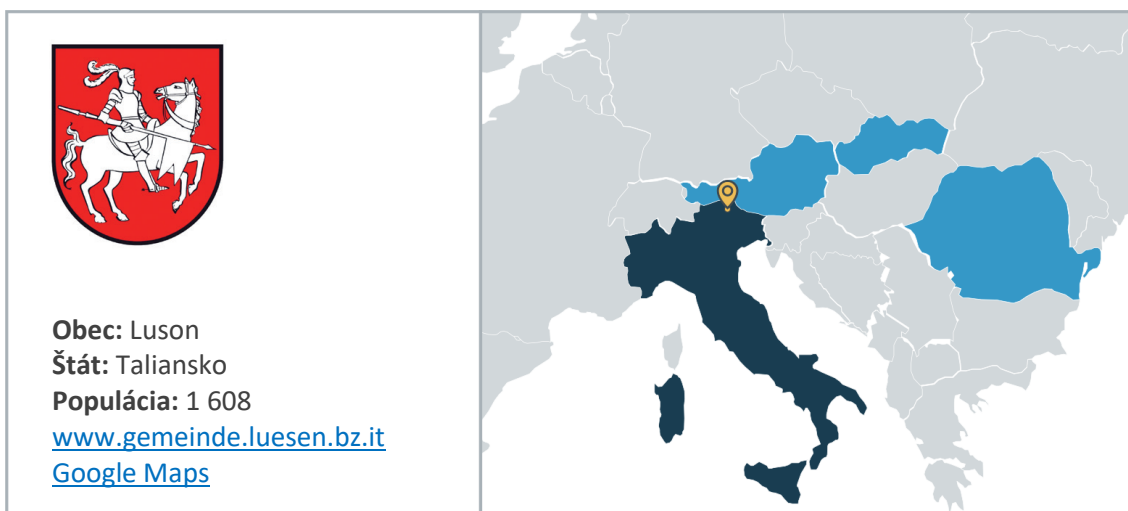 Obec: Luson
Štát: Taliansko
Populácia: 1 608
www.gemeinde.luesen.bz.it
Google Maps